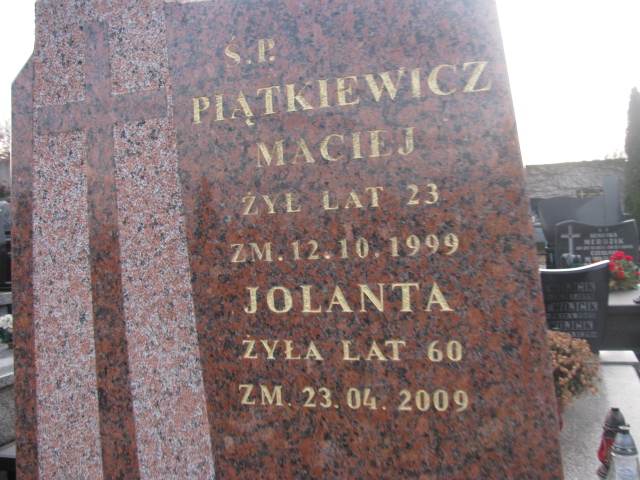 Ś.P.
PIĄTKIEWICZ
MACIEJ
ŻYŁ LAT 23
ZM. 12.10.1999
JOLANTA
ŻYŁA LAT 60
ZM. 23.04.2009